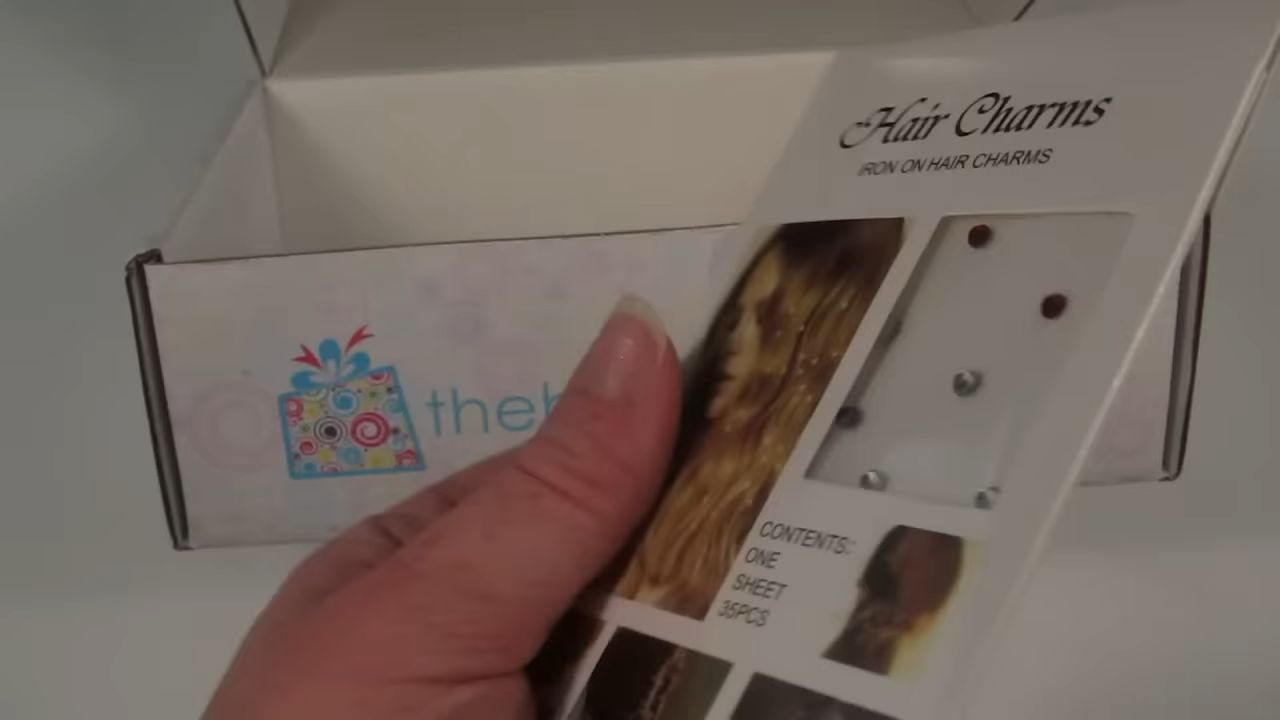 Hair Charms
IRON ON HAIR CHARMS
theb
CONTENTS:
ONE
SHEET
35PCS